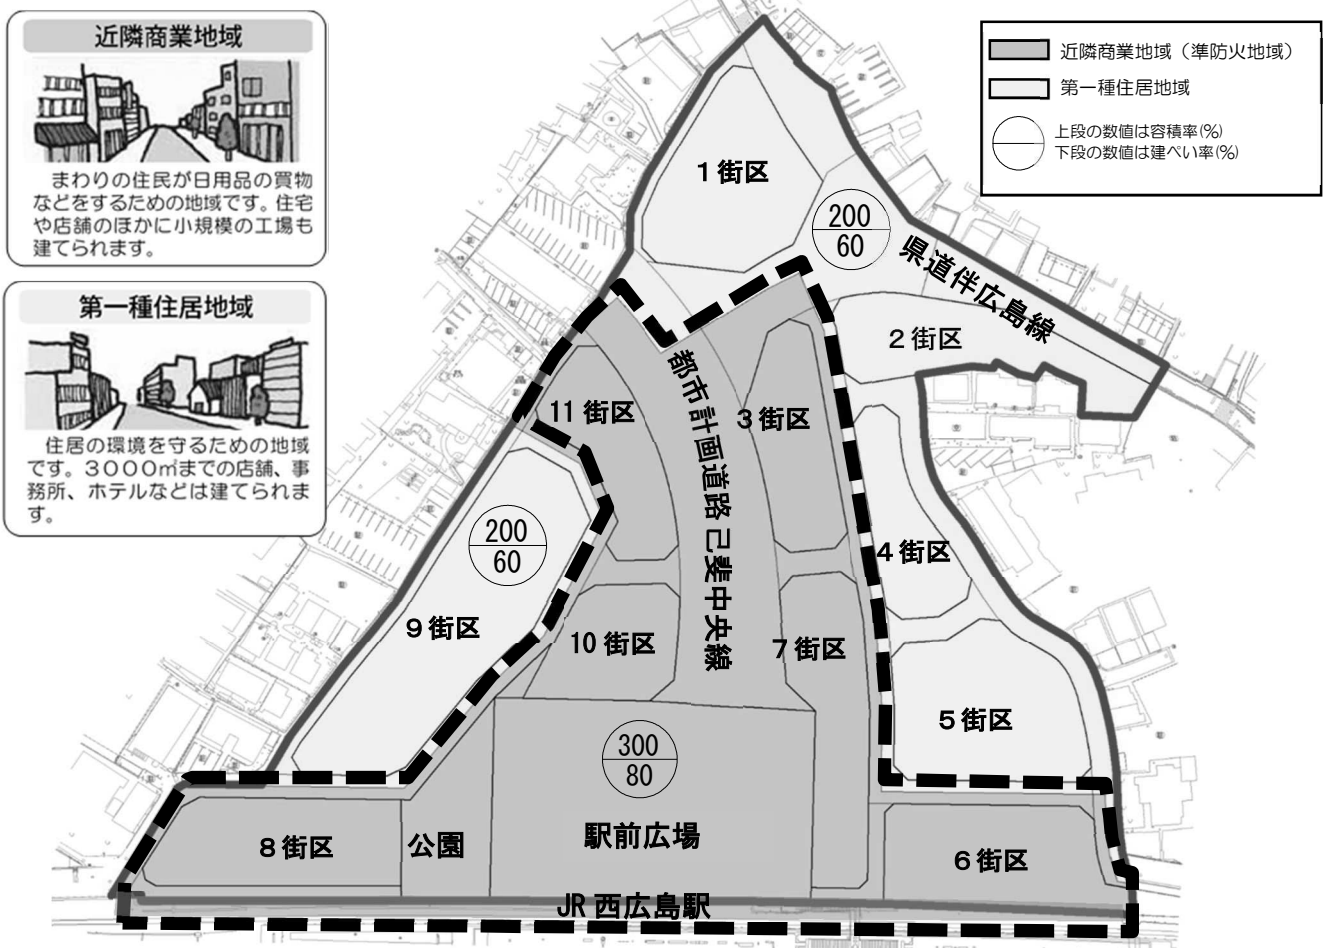 近隣商業地域
まわりの住民が日用品の買物
などをするための地域です。住宅
や店舗のほかに小規模の工場も
建てられます。
第一種住居地域
住居の環境を守るための地域
です。3000㎡までの店舗、事
務所、ホテルなどは建てられま
す。
近隣商業地域（準防火地域）
第一種住居地域
上段の数値は容積率(%)
下段の数値は建ぺい率(%)
1街区
200
60
県道伴広島線
2街区
都市計画道路己斐中央線
3街区
11街区
4街区
200
60
9街区
10街区
7街区
5街区
300
80
駅前広場
8街区
公園
6街区
JR西広島駅